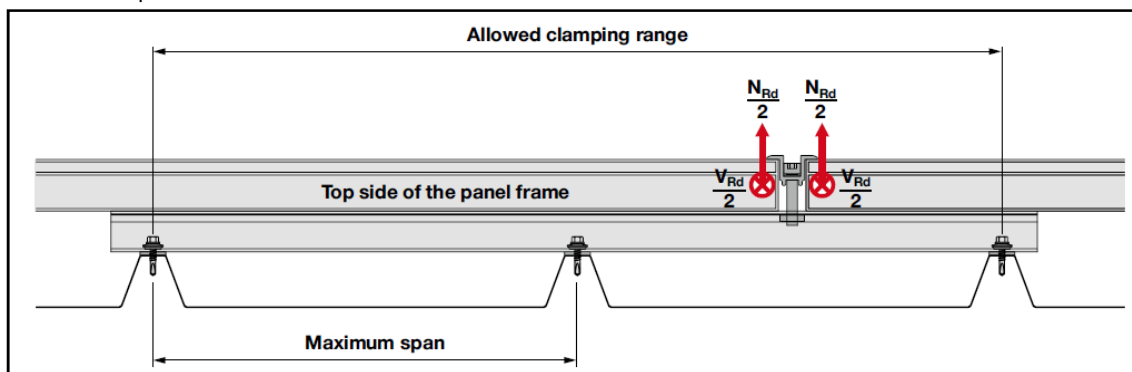 Allowed clamping range
N_Rd N_Rd
2 2
Top side of the panel frame
V_Rd V_Rd
2 2
Maximum span